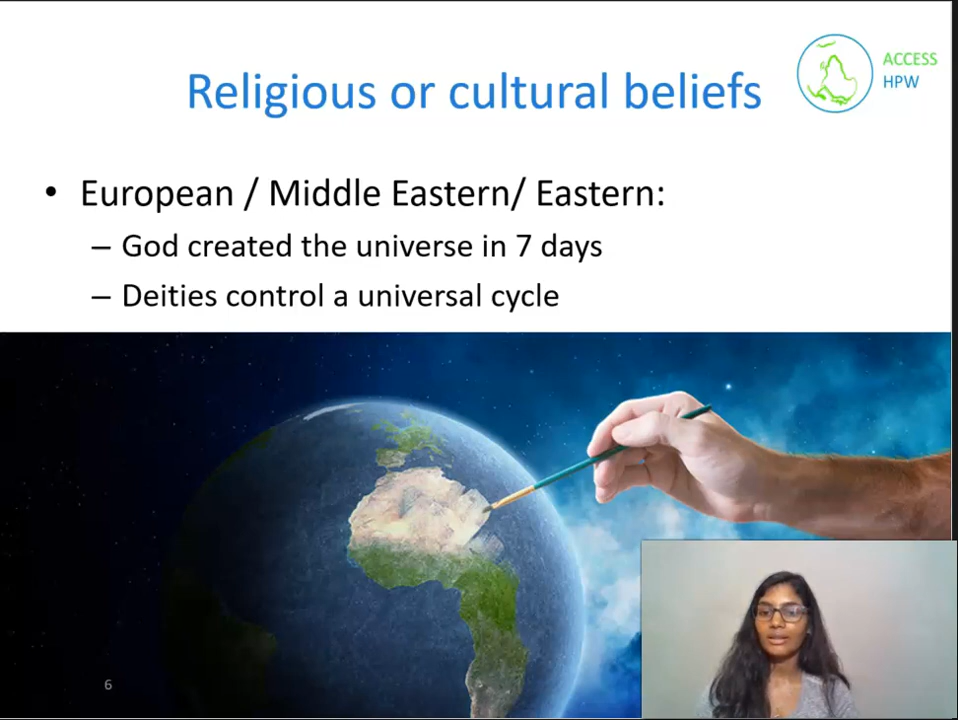 Religious or cultural beliefs
ACCESS
HPW
• European / Middle Eastern/ Eastern:
– God created the universe in 7 days
– Deities control a universal cycle
6